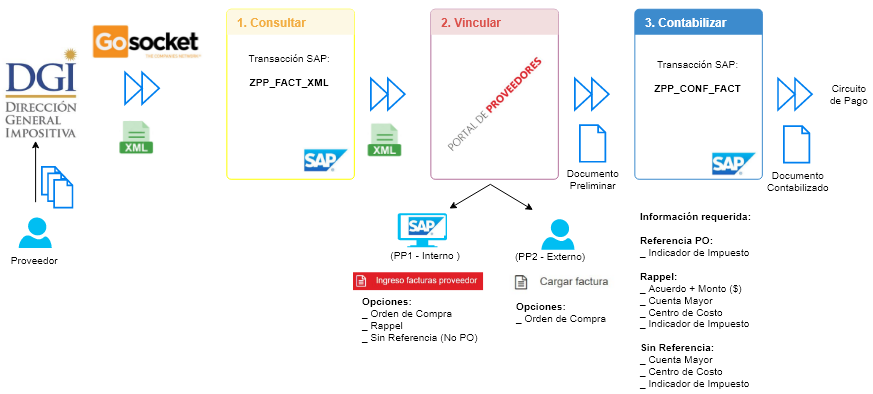 GoSocket
DGI
DIRECCIÓN
GENERAL
IMPOSITIVA
XML
Proveedor
1. Consultar
Transacción SAP:
ZPP_FACT_XML
SAP
XML
2. Vincular
PORTAL DE PROVEEDORES
Documento
Preliminar
3. Contabilizar
Transacción SAP:
ZPP_CONF_FACT
SAP
Documento
Contabilizado
Circuito
de Pago
SAP
(PP1 - Interno )
Ingreso facturas proveedor
Opciones:
_ Orden de Compra
_ Rappel
_ Sin Referencia (No PO)
(PP2 - Externo)
Cargar factura
Opciones:
_ Orden de Compra
Información requerida:
Referencia PO:
_ Indicador de Impuesto
Rappel:
_ Acuerdo + Monto ($)
_ Cuenta Mayor
_ Centro de Costo
_ Indicador de Impuesto
Sin Referencia:
_ Cuenta Mayor
_ Centro de Costo
_ Indicador de Impuesto